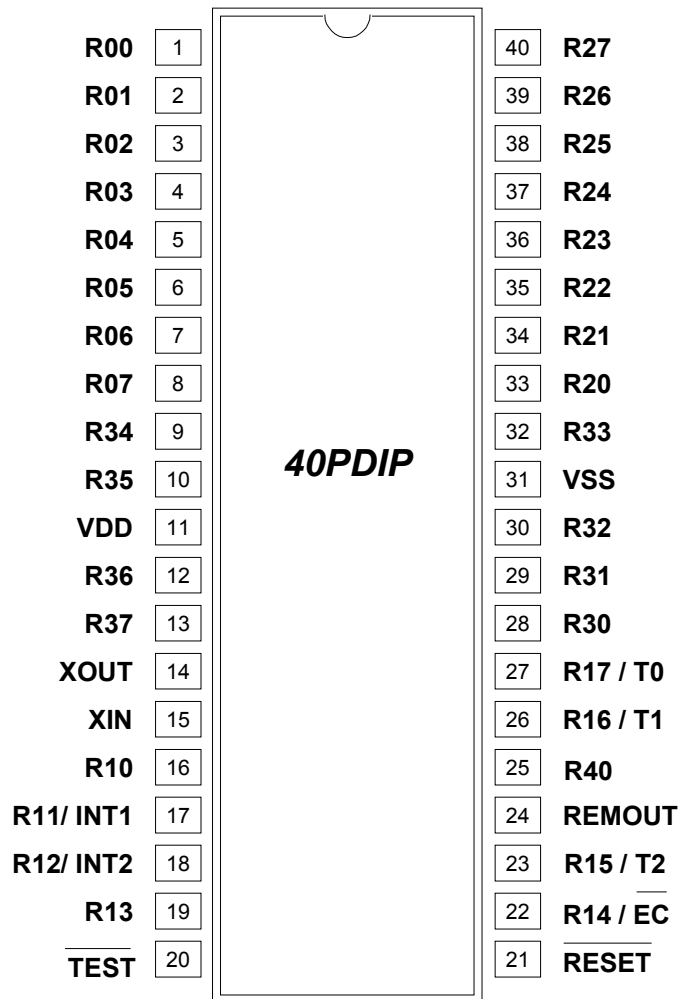 R00 1 40 R27
R01 2 39 R26
R02 3 38 R25
R03 4 37 R24
R04 5 36 R23
R05 6 35 R22
R06 7 34 R21
R07 8 33 R20
R34 9 32 R33
40PDIP
R35 10 31 VSS
VDD 11 30 R32
R36 12 29 R31
R37 13 28 R30
XOUT 14 27 R17 / T0
XIN 15 26 R16 / T1
R10 16 25 R40
R11/ INT1 17 24 REMOUT
R12/ INT2 18 23 R15 / T2
R13 19 22 R14 / E̅C̅
T̅E̅S̅T̅ 20 21 R̅E̅S̅E̅T̅